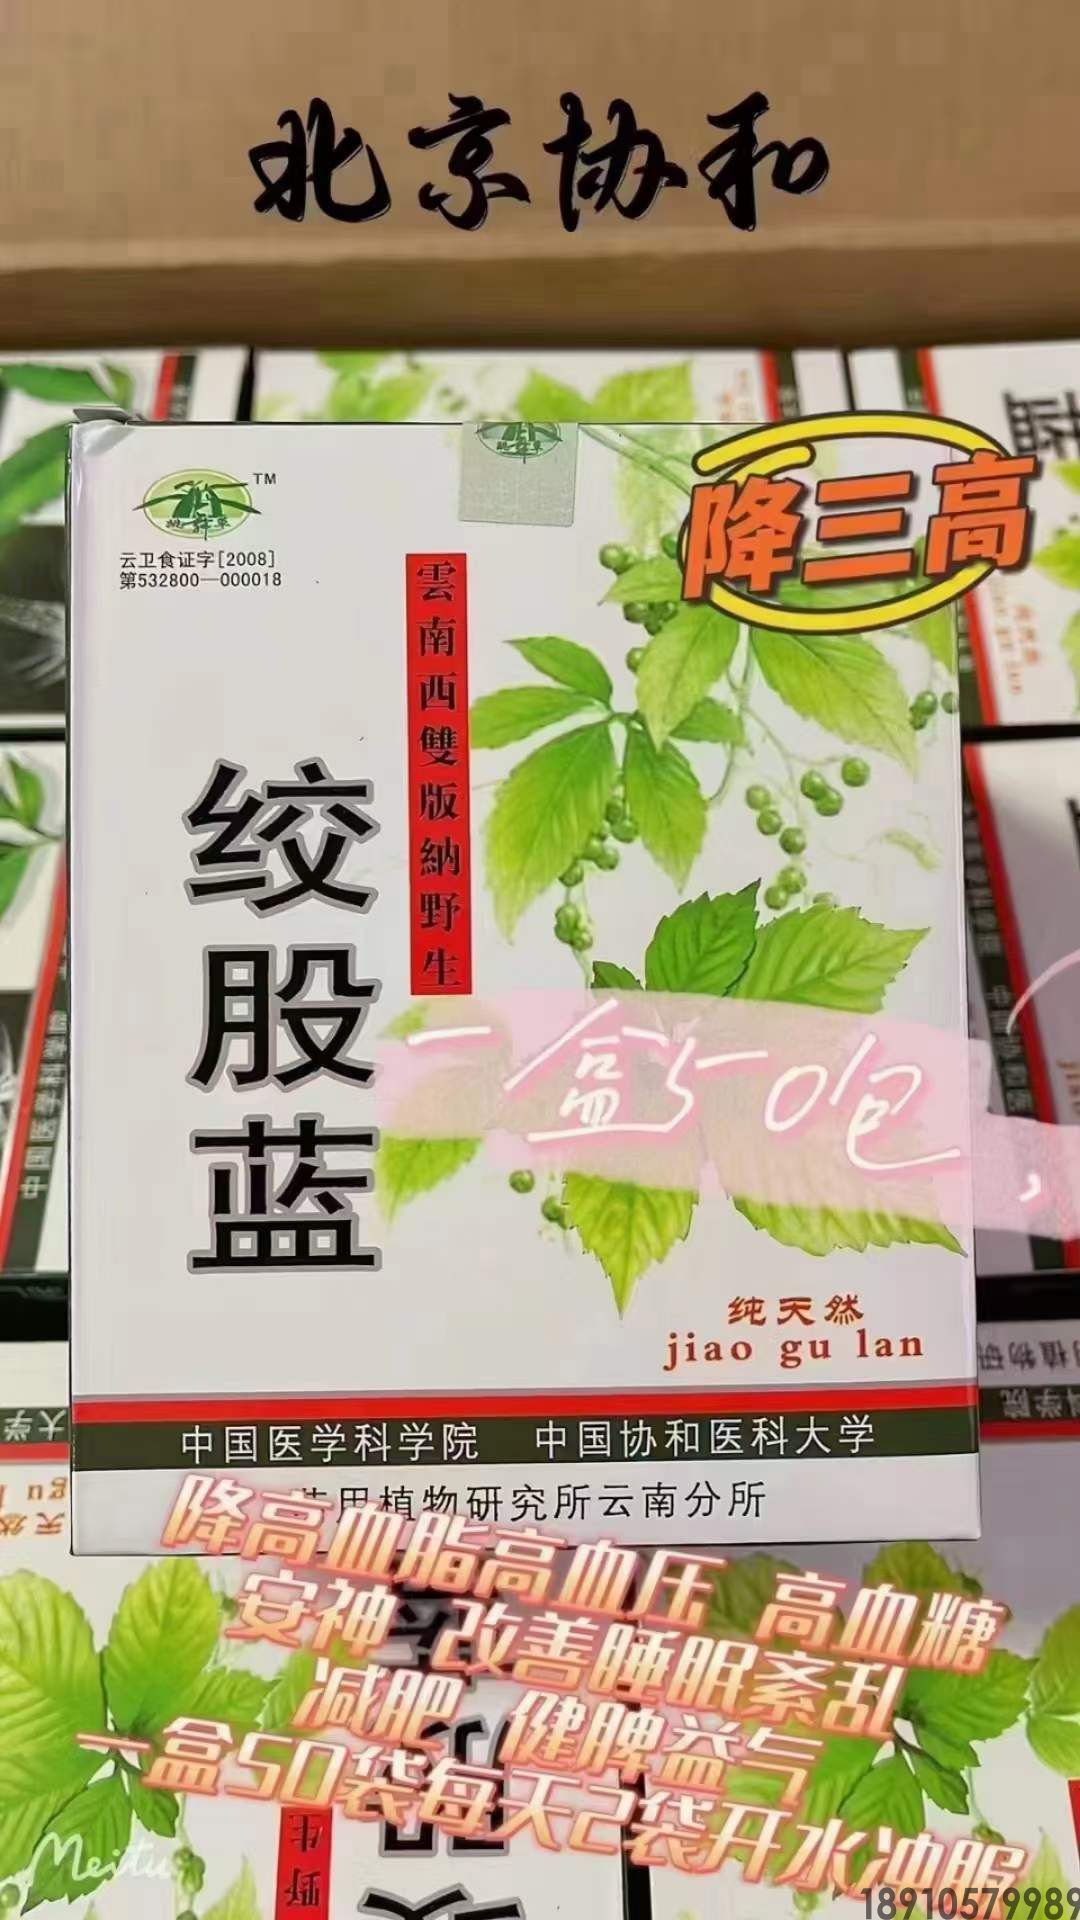 北京协和
降三高
TM
云卫食证字[2008]
第532800—000018
雲南西雙版納野生
绞股蓝
一盒50包,
纯天然
jiao gu lan
中国医学科学院 中国协和医科大学
用植物研究所云南分所
降高血脂高血压 高血糖
安神 改善睡眠紊乱
减肥 健脾益气
一盒50袋每天2袋开水冲服
野生
Meitu
18910579989